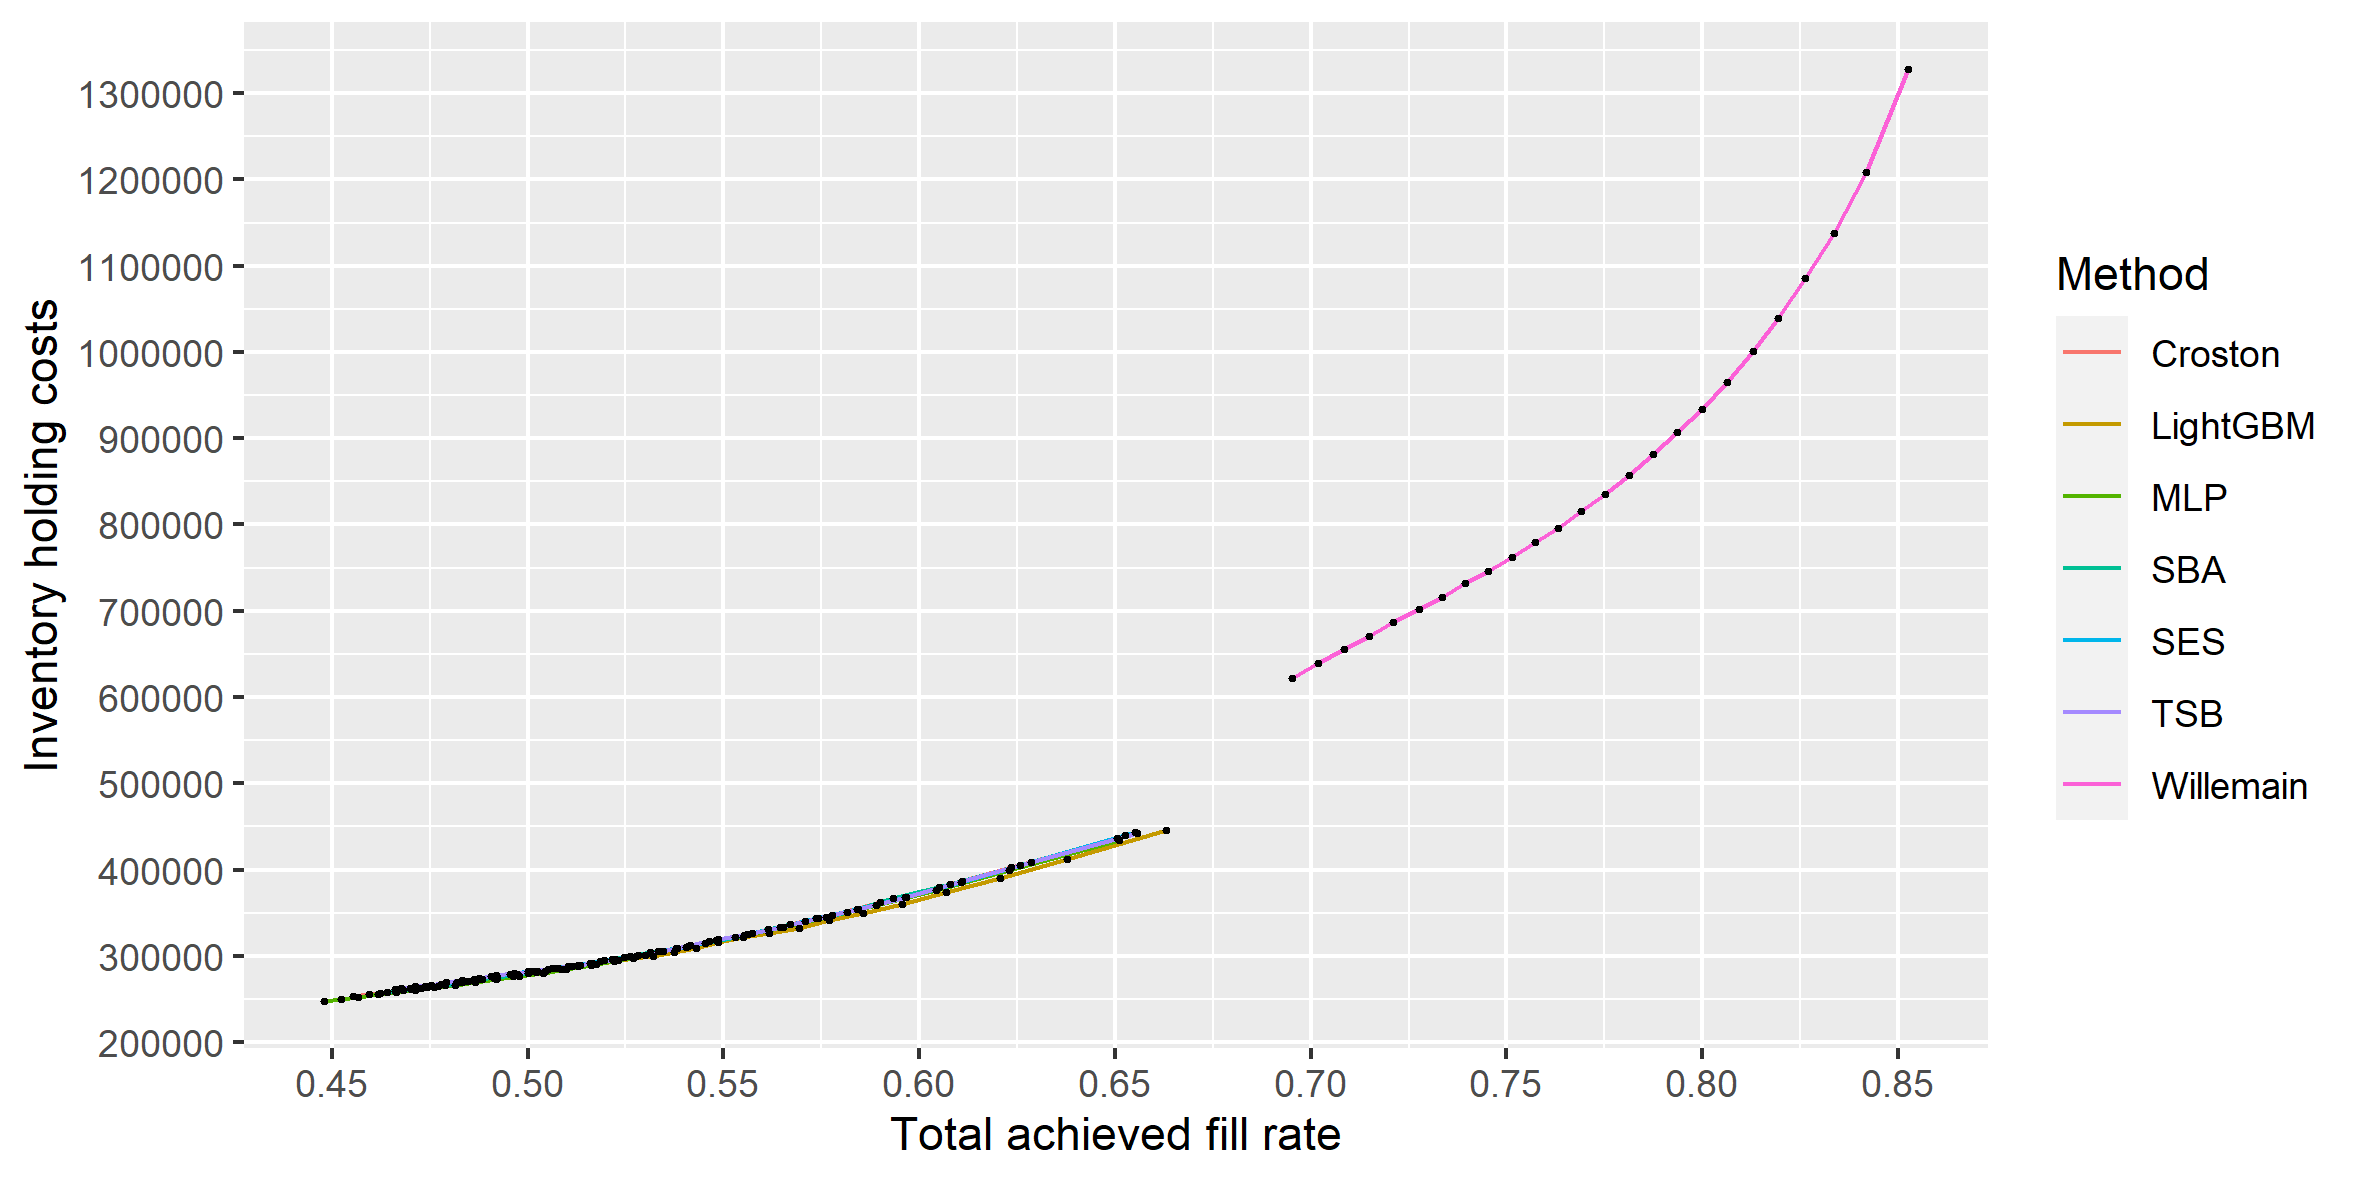 1300000
1200000
1100000
1000000
900000
800000
700000
600000
500000
400000
300000
200000
Inventory holding costs
0.45 0.50 0.55 0.60 0.65 0.70 0.75 0.80 0.85
Total achieved fill rate
Method
Croston
LightGBM
MLP
SBA
SES
TSB
Willemain